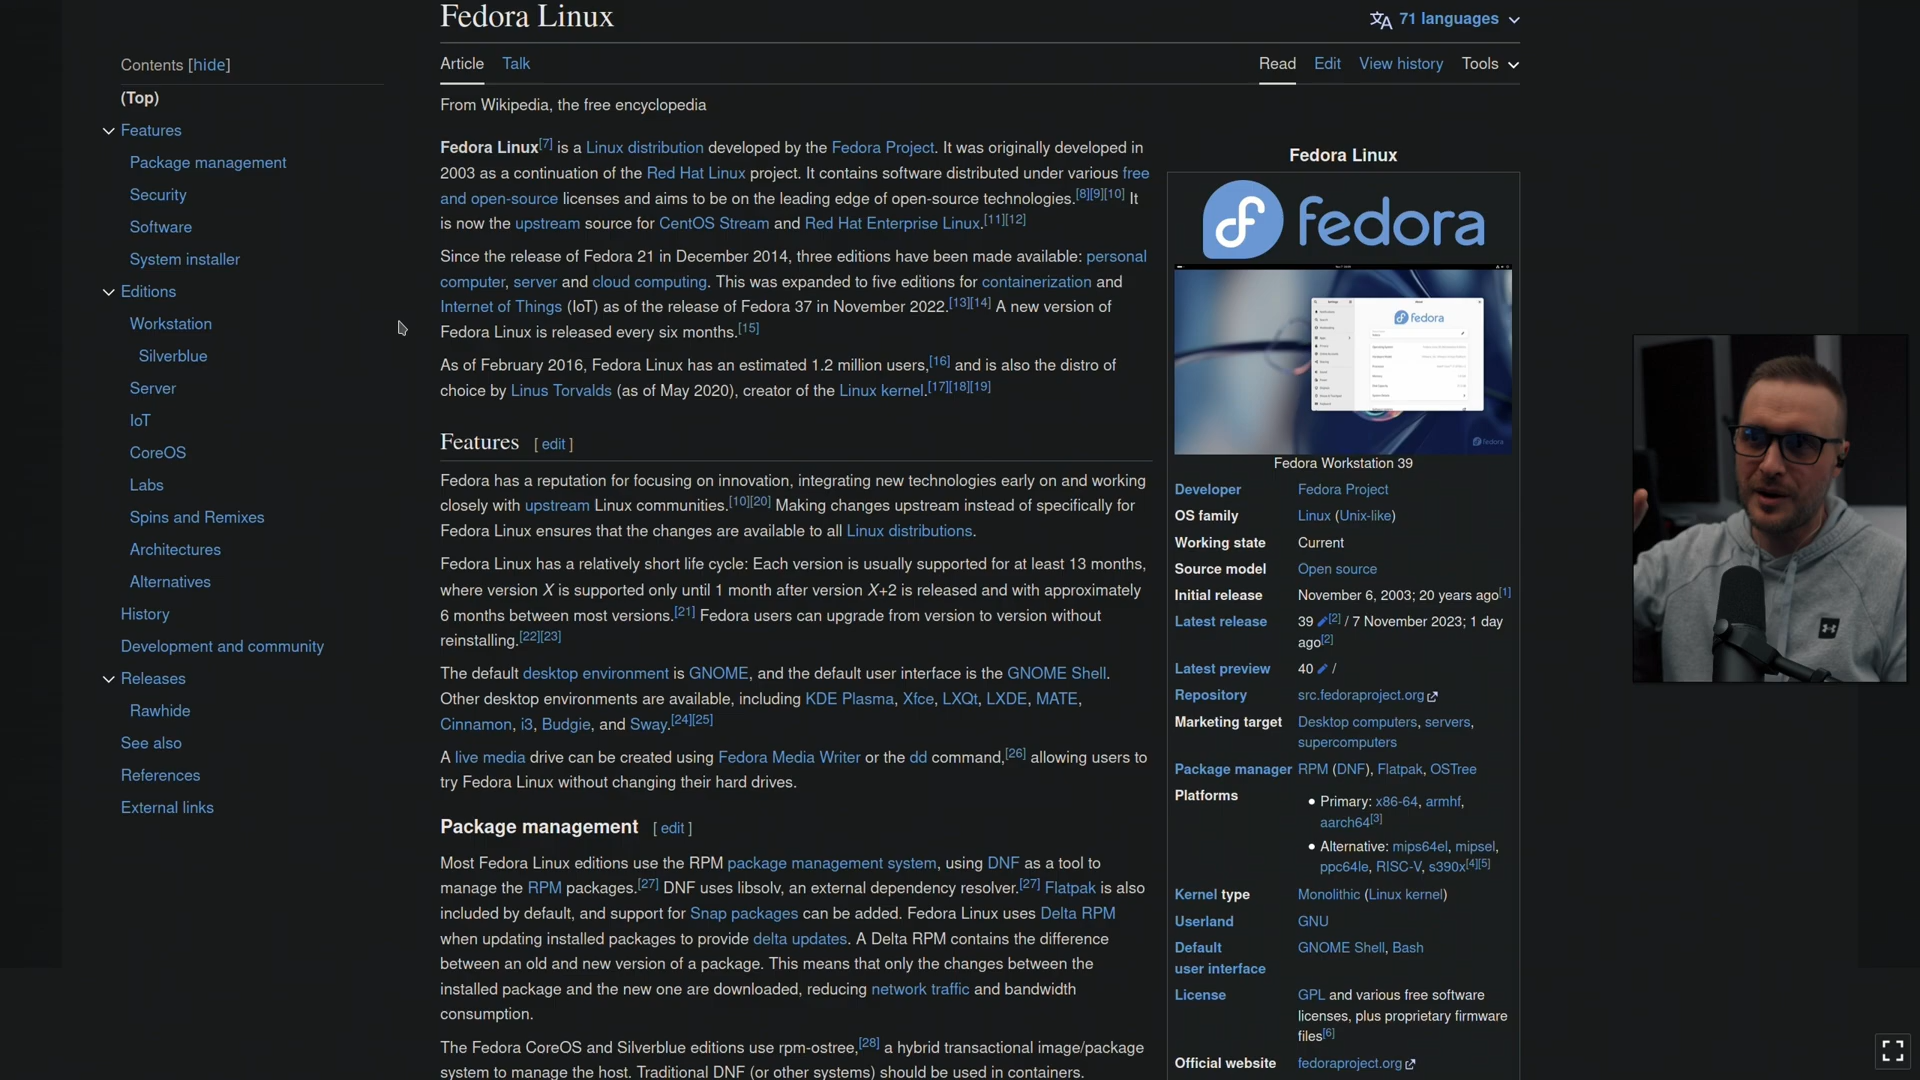 Fedora Linux
71 languages
Contents [hide]
Article Talk
Read Edit View history Tools
(Top)
From Wikipedia, the free encyclopedia
Features
Package management
Security
Software
System installer
Editions
Workstation
Silverblue
Server
IoT
CoreOS
Labs
Spins and Remixes
Architectures
Alternatives
History
Development and community
Releases
Rawhide
See also
References
External links
Fedora Linux[7] is a Linux distribution developed by the Fedora Project. It was originally developed in
2003 as a continuation of the Red Hat Linux project. It contains software distributed under various free
and open-source licenses and aims to be on the leading edge of open-source technologies.[8][9][10] It
is now the upstream source for CentOS Stream and Red Hat Enterprise Linux.[11][12]
Since the release of Fedora 21 in December 2014, three editions have been made available: personal
computer, server and cloud computing. This was expanded to five editions for containerization and
Internet of Things (IoT) as of the release of Fedora 37 in November 2022.[13][14] A new version of
Fedora Linux is released every six months.[15]
As of February 2016, Fedora Linux has an estimated 1.2 million users,[16] and is also the distro of
choice by Linus Torvalds (as of May 2020), creator of the Linux kernel.[17][18][19]
Features [ edit ]
Fedora has a reputation for focusing on innovation, integrating new technologies early on and working
closely with upstream Linux communities.[10][20] Making changes upstream instead of specifically for
Fedora Linux ensures that the changes are available to all Linux distributions.
Fedora Linux has a relatively short life cycle: Each version is usually supported for at least 13 months,
where version X is supported only until 1 month after version X+2 is released and with approximately
6 months between most versions.[21] Fedora users can upgrade from version to version without
reinstalling.[22][23]
The default desktop environment is GNOME, and the default user interface is the GNOME Shell.
Other desktop environments are available, including KDE Plasma, Xfce, LXQt, LXDE, MATE,
Cinnamon, i3, Budgie, and Sway.[24][25]
A live media drive can be created using Fedora Media Writer or the dd command,[26] allowing users to
try Fedora Linux without changing their hard drives.
Package management [ edit ]
Most Fedora Linux editions use the RPM package management system, using DNF as a tool to
manage the RPM packages.[27] DNF uses libsolv, an external dependency resolver.[27] Flatpak is also
included by default, and support for Snap packages can be added. Fedora Linux uses Delta RPM
when updating installed packages to provide delta updates. A Delta RPM contains the difference
between an old and new version of a package. This means that only the changes between the
installed package and the new one are downloaded, reducing network traffic and bandwidth
consumption.
The Fedora CoreOS and Silverblue editions use rpm-ostree,[28] a hybrid transactional image/package
system to manage the host. Traditional DNF (or other systems) should be used in containers.
Fedora Linux
fedora
fedora
fedora
Fedora Workstation 39
Developer Fedora Project
OS family Linux (Unix-like)
Working state Current
Source model Open source
Initial release November 6, 2003; 20 years ago[1]
Latest release 39 [2] / 7 November 2023; 1 day
ago[2]
Latest preview 40 /
Repository src.fedoraproject.org
Marketing target Desktop computers, servers,
supercomputers
Package manager RPM (DNF), Flatpak, OSTree
Platforms • Primary: x86-64, armhf,
aarch64[3]
• Alternative: mips64el, mipsel,
ppc64le, RISC-V, s390x[4][5]
Kernel type Monolithic (Linux kernel)
Userland GNU
Default GNOME Shell, Bash
user interface
License GPL and various free software
licenses, plus proprietary firmware
files[6]
Official website fedoraproject.org